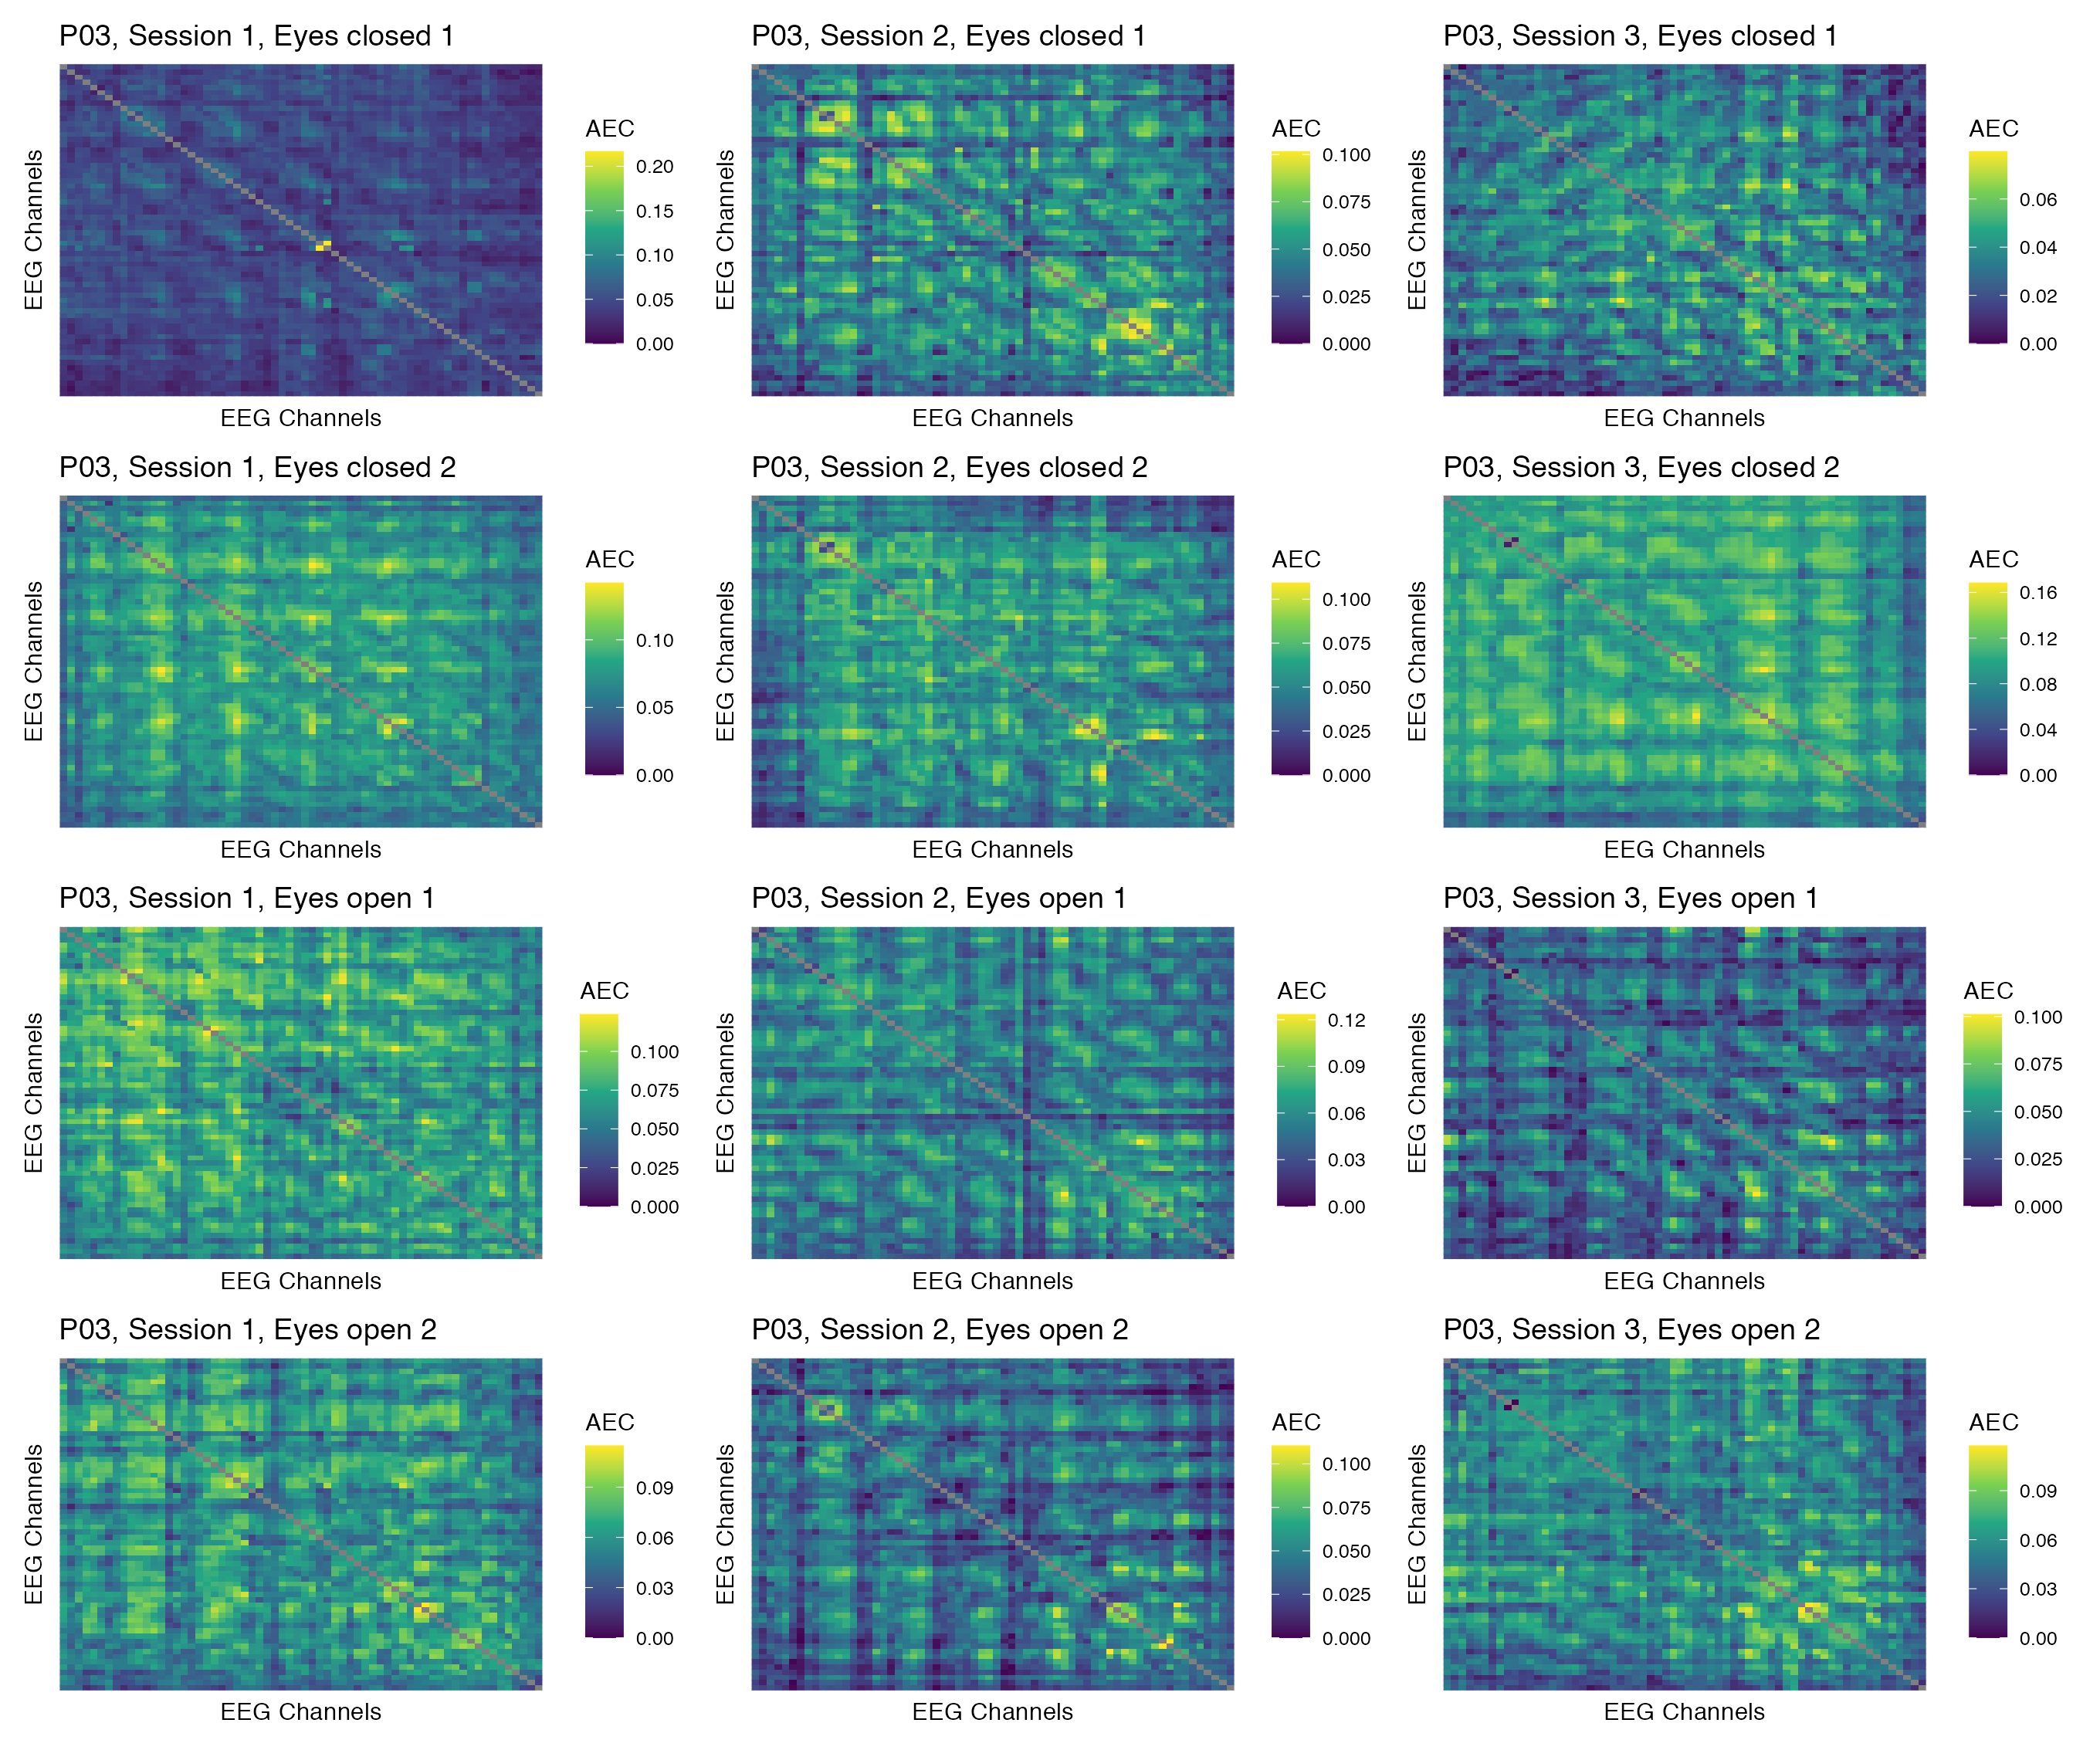 P03, Session 1, Eyes closed 1
EEG Channels
EEG Channels
AEC
0.20
0.15
0.10
0.05
0.00
P03, Session 2, Eyes closed 1
EEG Channels
EEG Channels
AEC
0.100
0.075
0.050
0.025
0.000
P03, Session 3, Eyes closed 1
EEG Channels
EEG Channels
AEC
0.06
0.04
0.02
0.00
P03, Session 1, Eyes closed 2
EEG Channels
EEG Channels
AEC
0.10
0.05
0.00
P03, Session 2, Eyes closed 2
EEG Channels
EEG Channels
AEC
0.100
0.075
0.050
0.025
0.000
P03, Session 3, Eyes closed 2
EEG Channels
EEG Channels
AEC
0.16
0.12
0.08
0.04
0.00
P03, Session 1, Eyes open 1
EEG Channels
EEG Channels
AEC
0.100
0.075
0.050
0.025
0.000
P03, Session 2, Eyes open 1
EEG Channels
EEG Channels
AEC
0.12
0.09
0.06
0.03
0.00
P03, Session 3, Eyes open 1
EEG Channels
EEG Channels
AEC
0.100
0.075
0.050
0.025
0.000
P03, Session 1, Eyes open 2
EEG Channels
EEG Channels
AEC
0.09
0.06
0.03
0.00
P03, Session 2, Eyes open 2
EEG Channels
EEG Channels
AEC
0.100
0.075
0.050
0.025
0.000
P03, Session 3, Eyes open 2
EEG Channels
EEG Channels
AEC
0.09
0.06
0.03
0.00